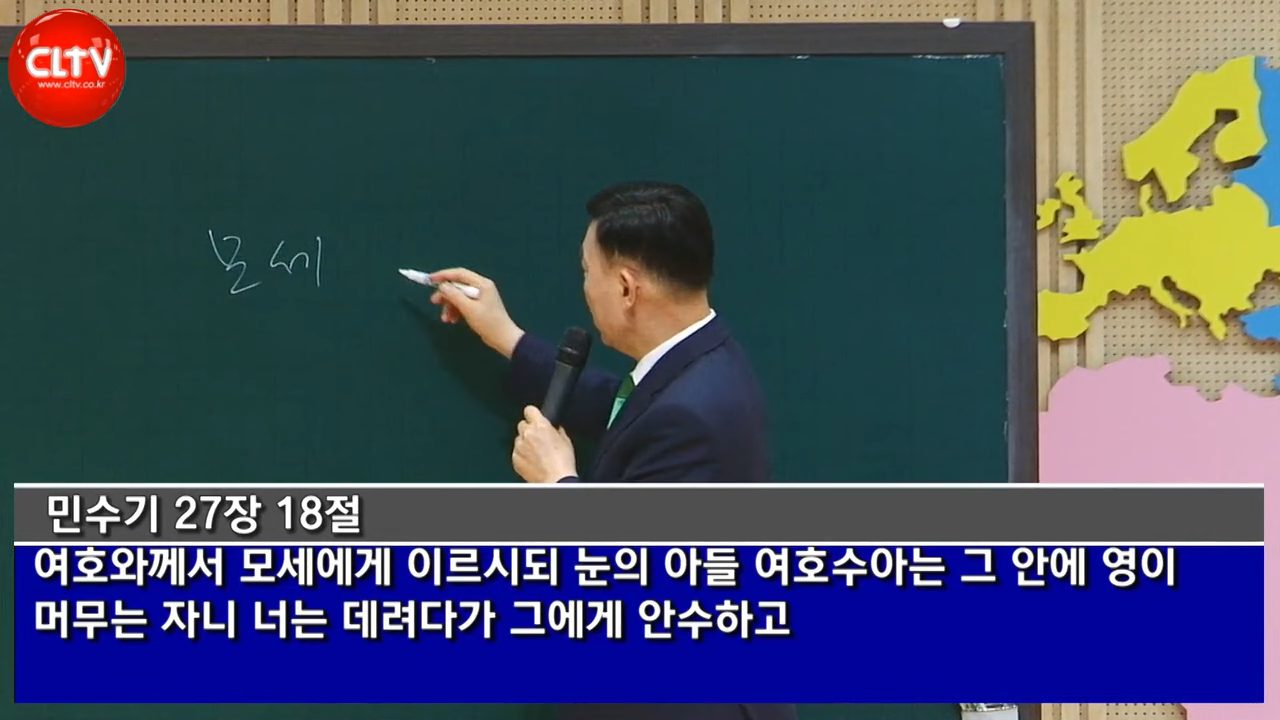 CLTV
www.cltv.co.kr
모세
민수기 27장 18절
여호와께서 모세에게 이르시되 눈의 아들 여호수아는 그 안에 영이
머무는 자니 너는 데려다가 그에게 안수하고